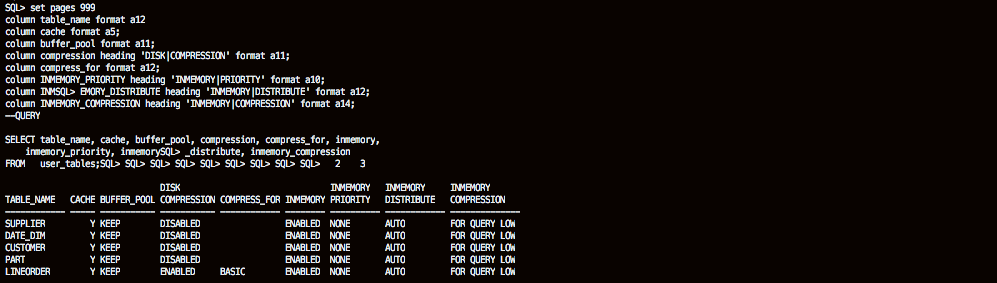 SQL> set pages 999
column table_name format a12
column cache format a5;
column buffer_pool format a11;
column compression heading 'DISK|COMPRESSION' format a11;
column compress_for format a12;
column INMEMORY_PRIORITY heading 'INMEMORY|PRIORITY' format a10;
column INMSQL> EMORY_DISTRIBUTE heading 'INMEMORY|DISTRIBUTE' format a12;
column INMEMORY_COMPRESSION heading 'INMEMORY|COMPRESSION' format a14;
--QUERY

SELECT table_name, cache, buffer_pool, compression, compress_for, inmemory,
    inmemory_priority, inmemorySQL> _distribute, inmemory_compression
FROM   user_tables;SQL> SQL> SQL> SQL> SQL> SQL> SQL> SQL> SQL>   2    3

                               DISK                              INMEMORY   INMEMORY     INMEMORY
TABLE_NAME   CACHE BUFFER_POOL COMPRESSION COMPRESS_FOR INMEMORY PRIORITY   DISTRIBUTE   COMPRESSION
------------ ----- ----------- ----------- ------------ -------- ---------- ------------ --------------
SUPPLIER         Y KEEP        DISABLED                 ENABLED  NONE       AUTO         FOR QUERY LOW
DATE_DIM         Y KEEP        DISABLED                 ENABLED  NONE       AUTO         FOR QUERY LOW
CUSTOMER         Y KEEP        DISABLED                 ENABLED  NONE       AUTO         FOR QUERY LOW
PART             Y KEEP        DISABLED                 ENABLED  NONE       AUTO         FOR QUERY LOW
LINEORDER        Y KEEP        ENABLED     BASIC        ENABLED  NONE       AUTO         FOR QUERY LOW